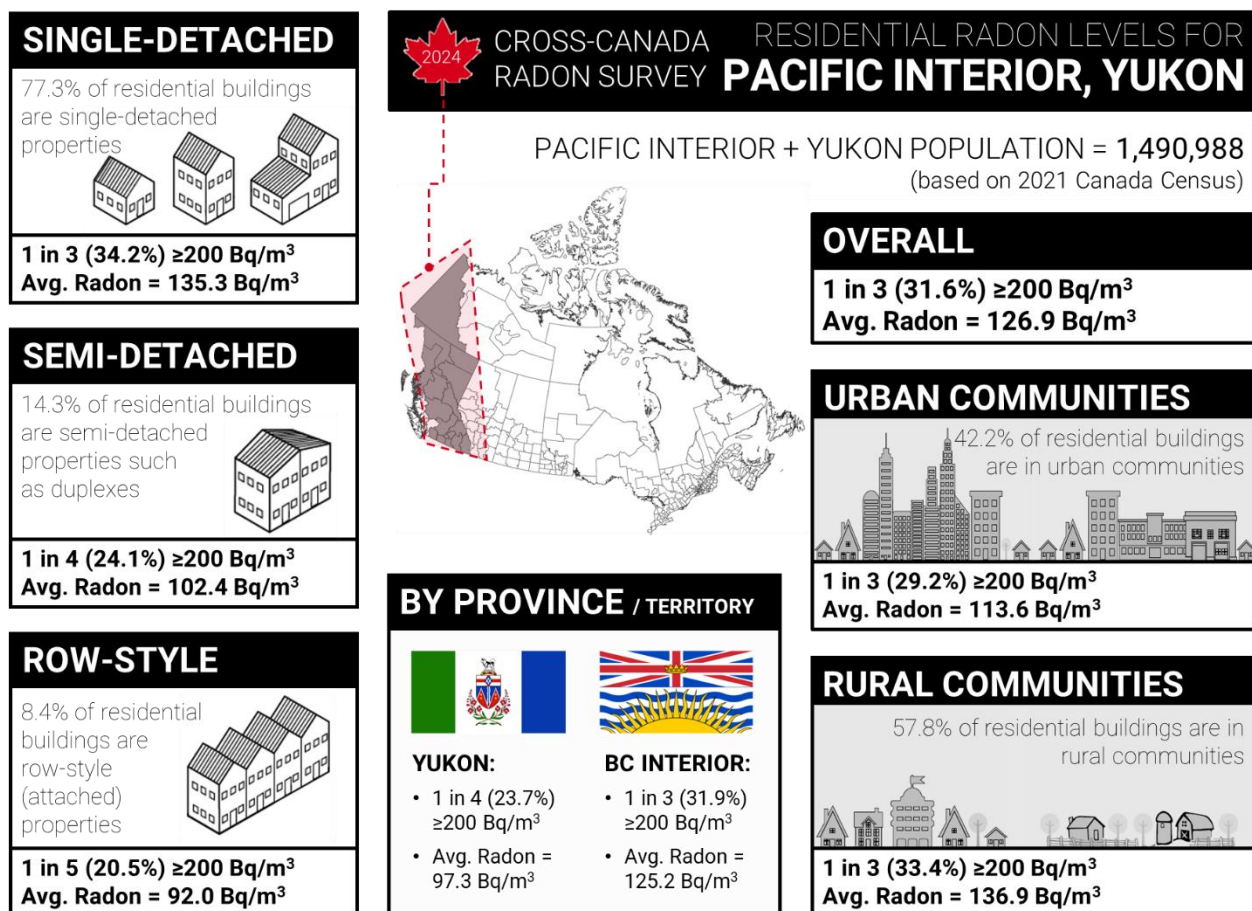 SINGLE-DETACHED
77.3% of residential buildings
are single-detached
properties
1 in 3 (34.2%) ≥200 Bq/m³
Avg. Radon = 135.3 Bq/m³
SEMI-DETACHED
14.3% of residential buildings
are semi-detached
properties such
as duplexes
1 in 4 (24.1%) ≥200 Bq/m³
Avg. Radon = 102.4 Bq/m³
ROW-STYLE
8.4% of residential
buildings are
row-style
(attached)
properties
1 in 5 (20.5%) ≥200 Bq/m³
Avg. Radon = 92.0 Bq/m³
2024
CROSS-CANADA
RADON SURVEY
RESIDENTIAL RADON LEVELS FOR
PACIFIC INTERIOR, YUKON
PACIFIC INTERIOR + YUKON POPULATION = 1,490,988
(based on 2021 Canada Census)
BY PROVINCE / TERRITORY
YUKON:
• 1 in 4 (23.7%)
≥200 Bq/m³
• Avg. Radon =
97.3 Bq/m³
BC INTERIOR:
• 1 in 3 (31.9%)
≥200 Bq/m³
• Avg. Radon =
125.2 Bq/m³
OVERALL
1 in 3 (31.6%) ≥200 Bq/m³
Avg. Radon = 126.9 Bq/m³
URBAN COMMUNITIES
42.2% of residential buildings
are in urban communities
1 in 3 (29.2%) ≥200 Bq/m³
Avg. Radon = 113.6 Bq/m³
RURAL COMMUNITIES
57.8% of residential buildings are in
rural communities
1 in 3 (33.4%) ≥200 Bq/m³
Avg. Radon = 136.9 Bq/m³